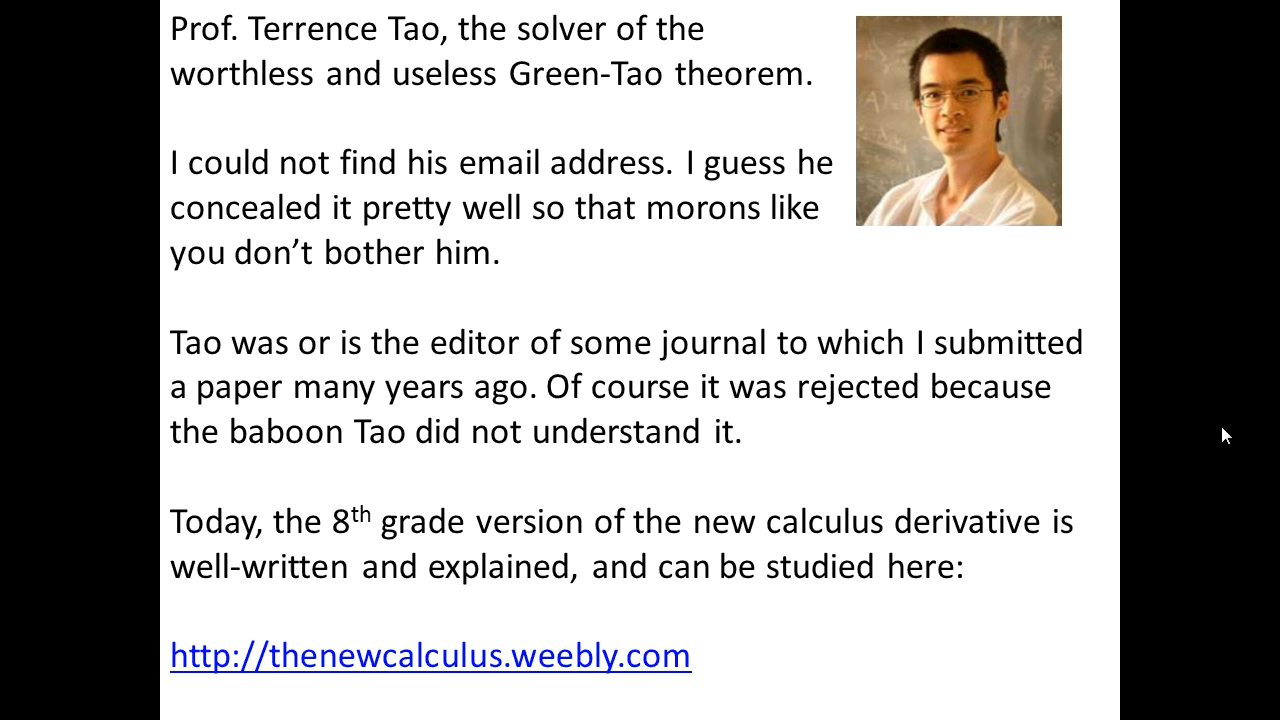 Prof. Terrence Tao, the solver of the
worthless and useless Green-Tao theorem.
I could not find his email address. I guess he
concealed it pretty well so that morons like
you don’t bother him.
Tao was or is the editor of some journal to which I submitted
a paper many years ago. Of course it was rejected because
the baboon Tao did not understand it.
Today, the 8th grade version of the new calculus derivative is
well-written and explained, and can be studied here:
http://thenewcalculus.weebly.com